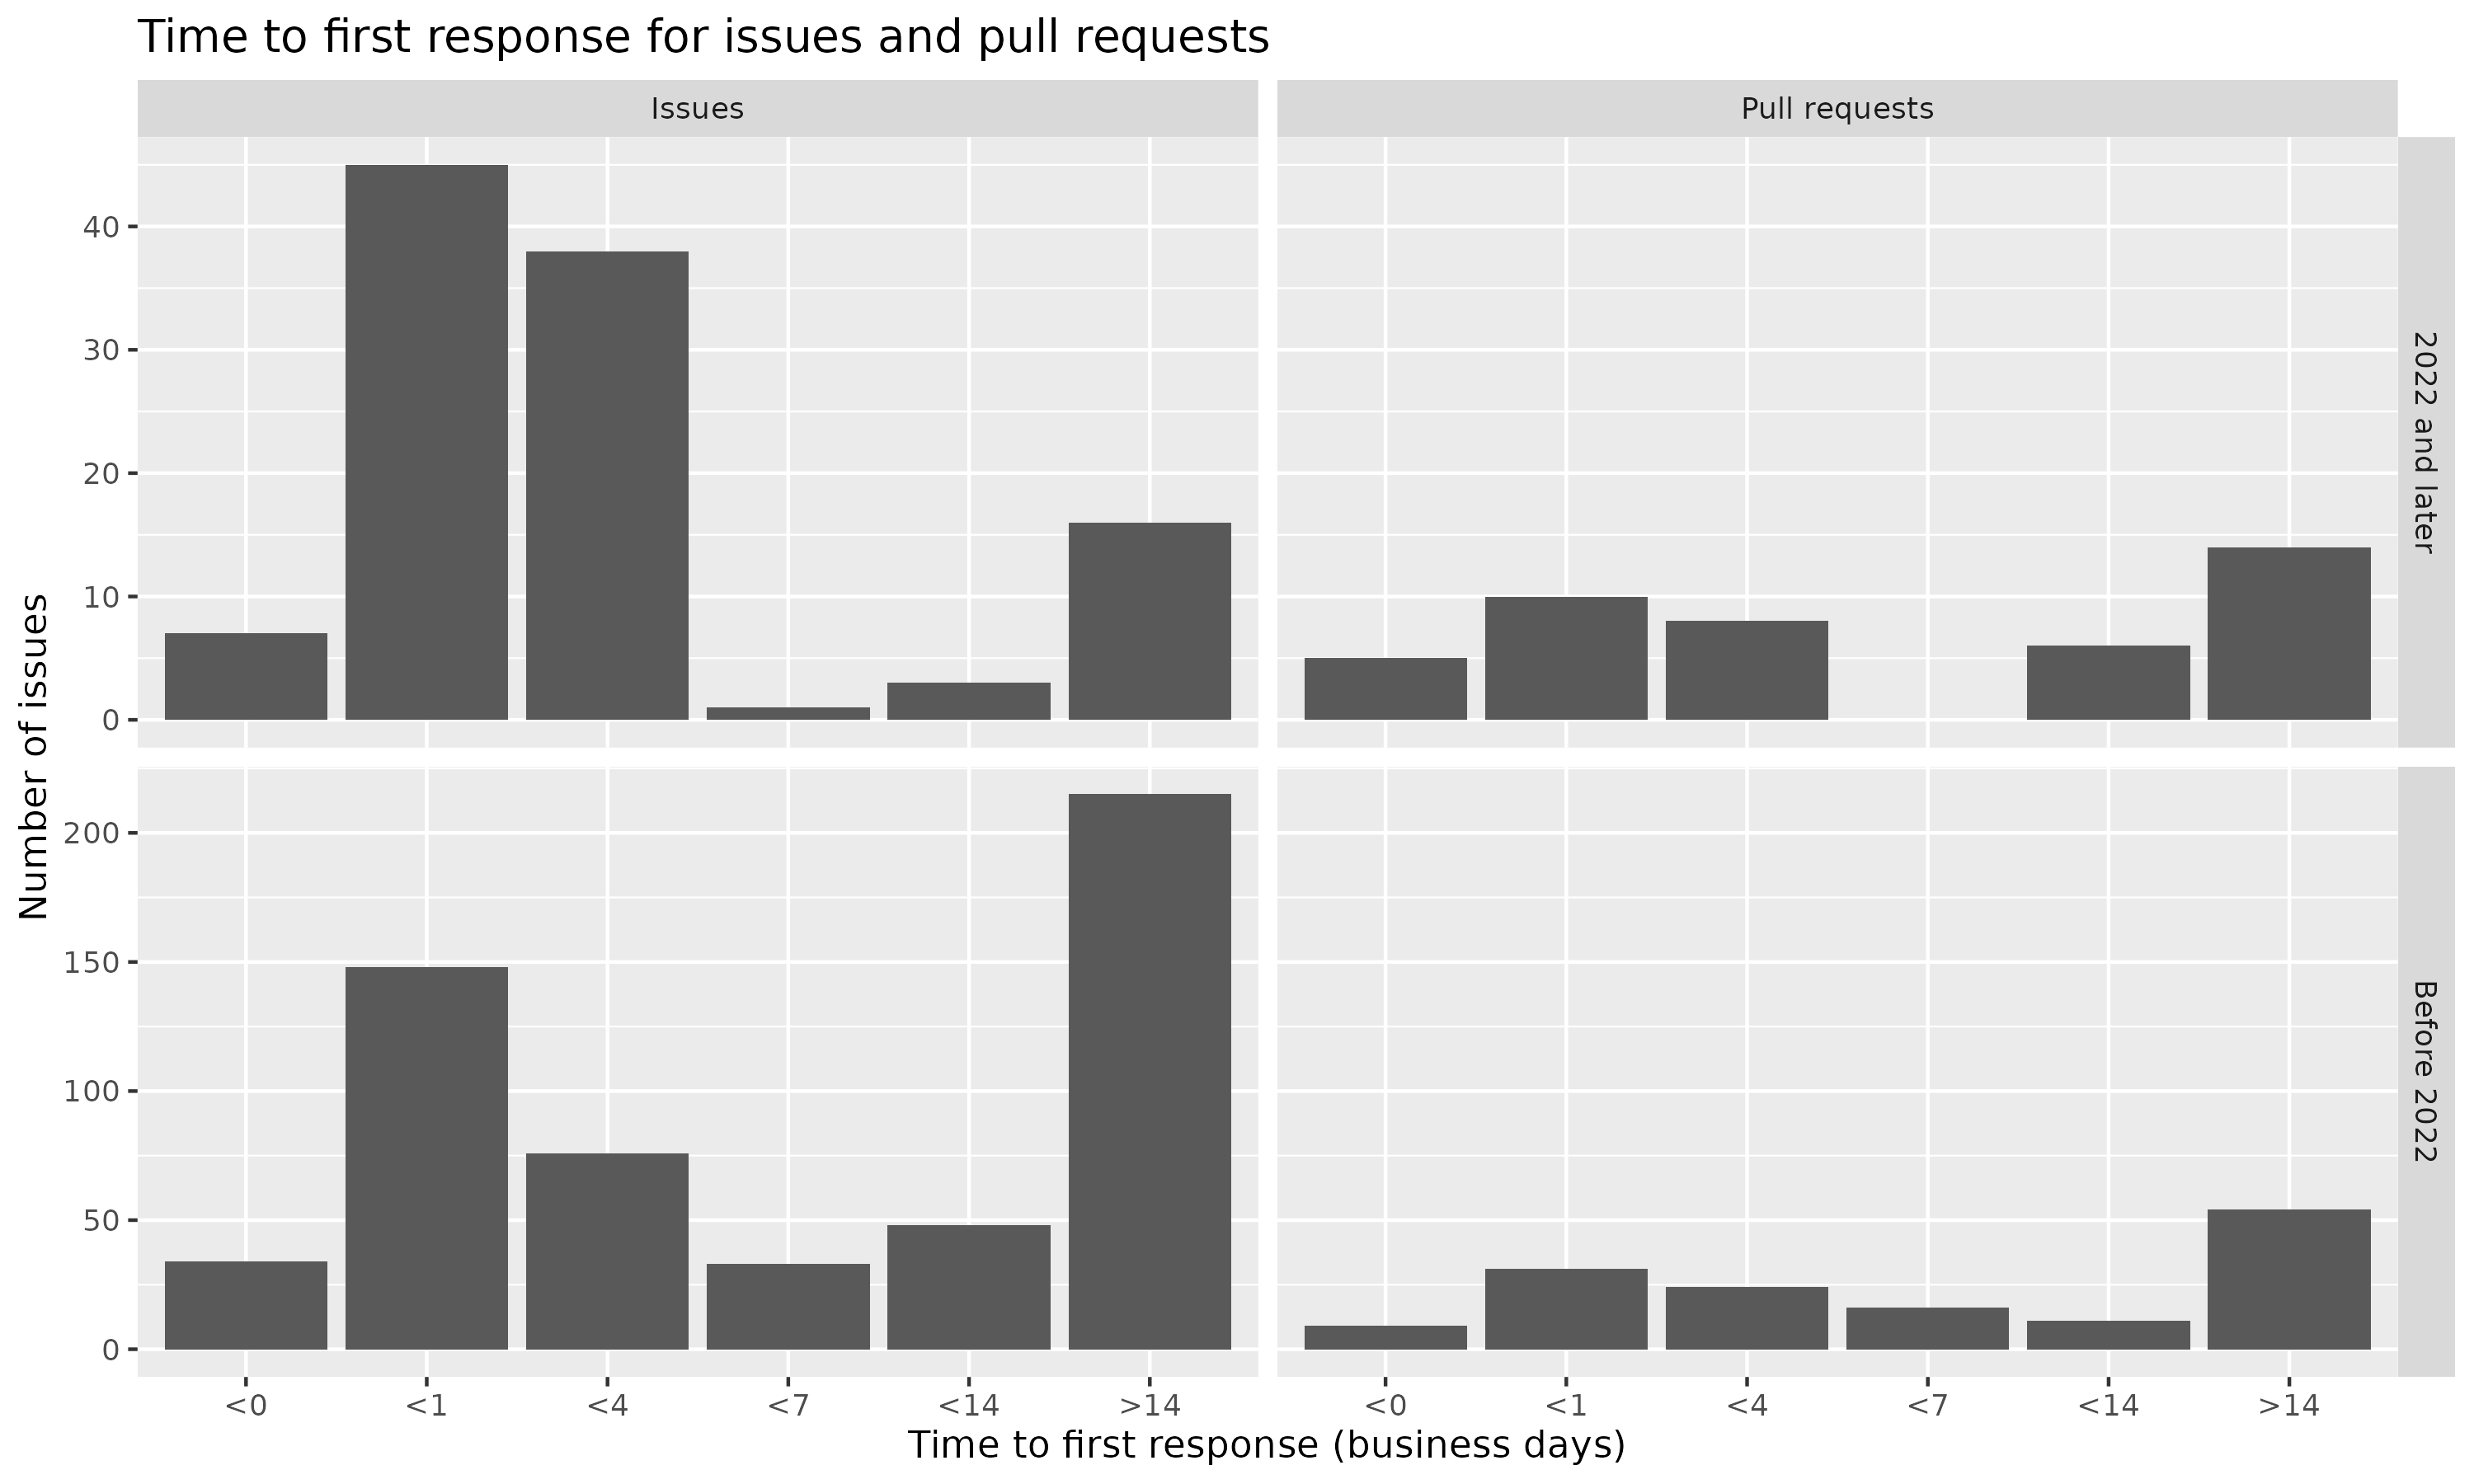 Time to first response for issues and pull requests
Issues
Pull requests
40
30
20
10
0
2022 and later
Number of issues
200
150
100
50
0
Before 2022
<0 <1 <4 <7 <14 >14
<0 <1 <4 <7 <14 >14
Time to first response (business days)